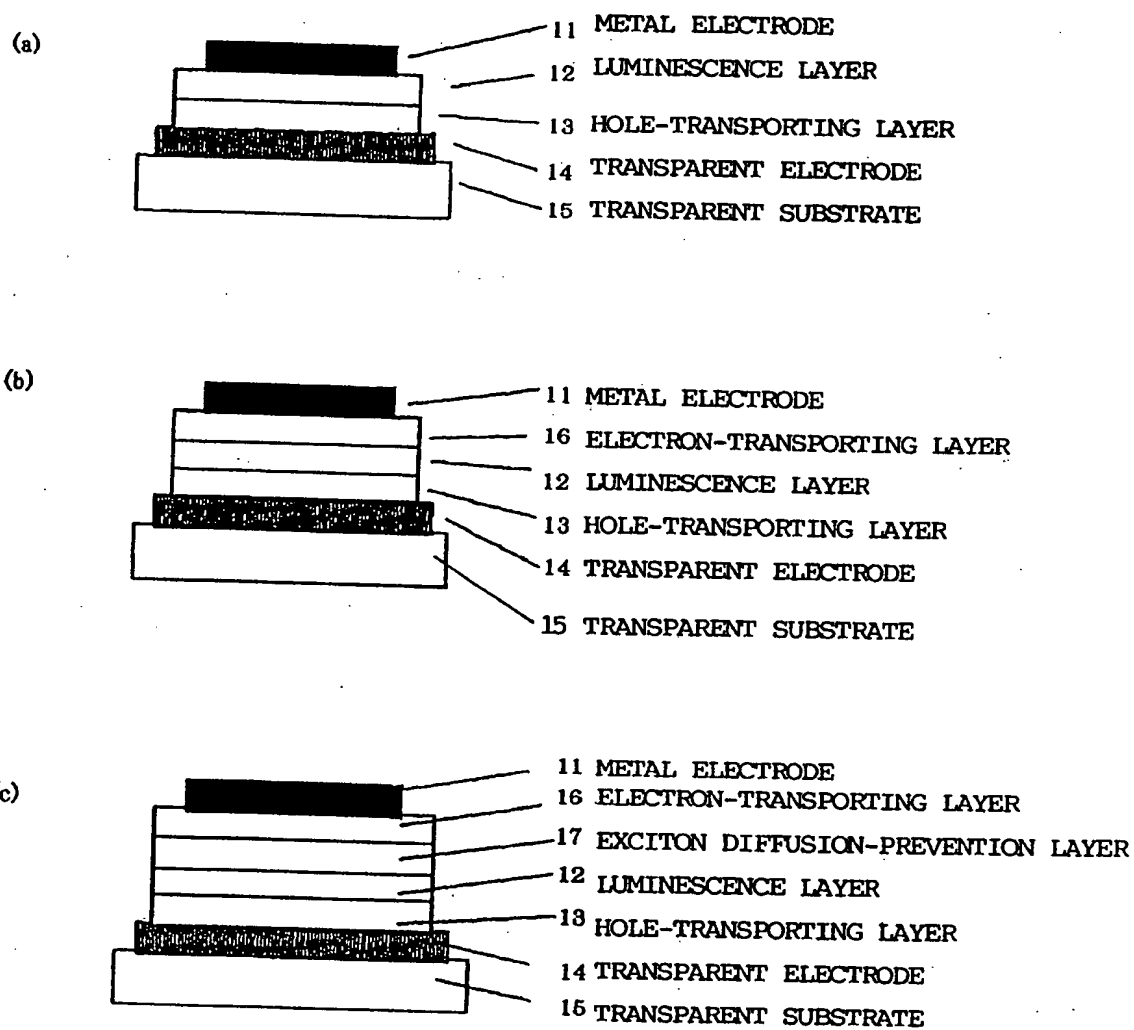 (a)
11 METAL ELECTRODE
12 LUMINESCENCE LAYER
13 HOLE-TRANSPORTING LAYER
14 TRANSPARENT ELECTRODE
15 TRANSPARENT SUBSTRATE
(b)
11 METAL ELECTRODE
16 ELECTRON-TRANSPORTING LAYER
12 LUMINESCENCE LAYER
13 HOLE-TRANSPORTING LAYER
14 TRANSPARENT ELECTRODE
15 TRANSPARENT SUBSTRATE
c)
11 METAL ELECTRODE
16 ELECTRON-TRANSPORTING LAYER
17 EXCITON DIFFUSION-PREVENTION LAYER
12 LUMINESCENCE LAYER
13 HOLE-TRANSPORTING LAYER
14 TRANSPARENT ELECTRODE
15 TRANSPARENT SUBSTRATE